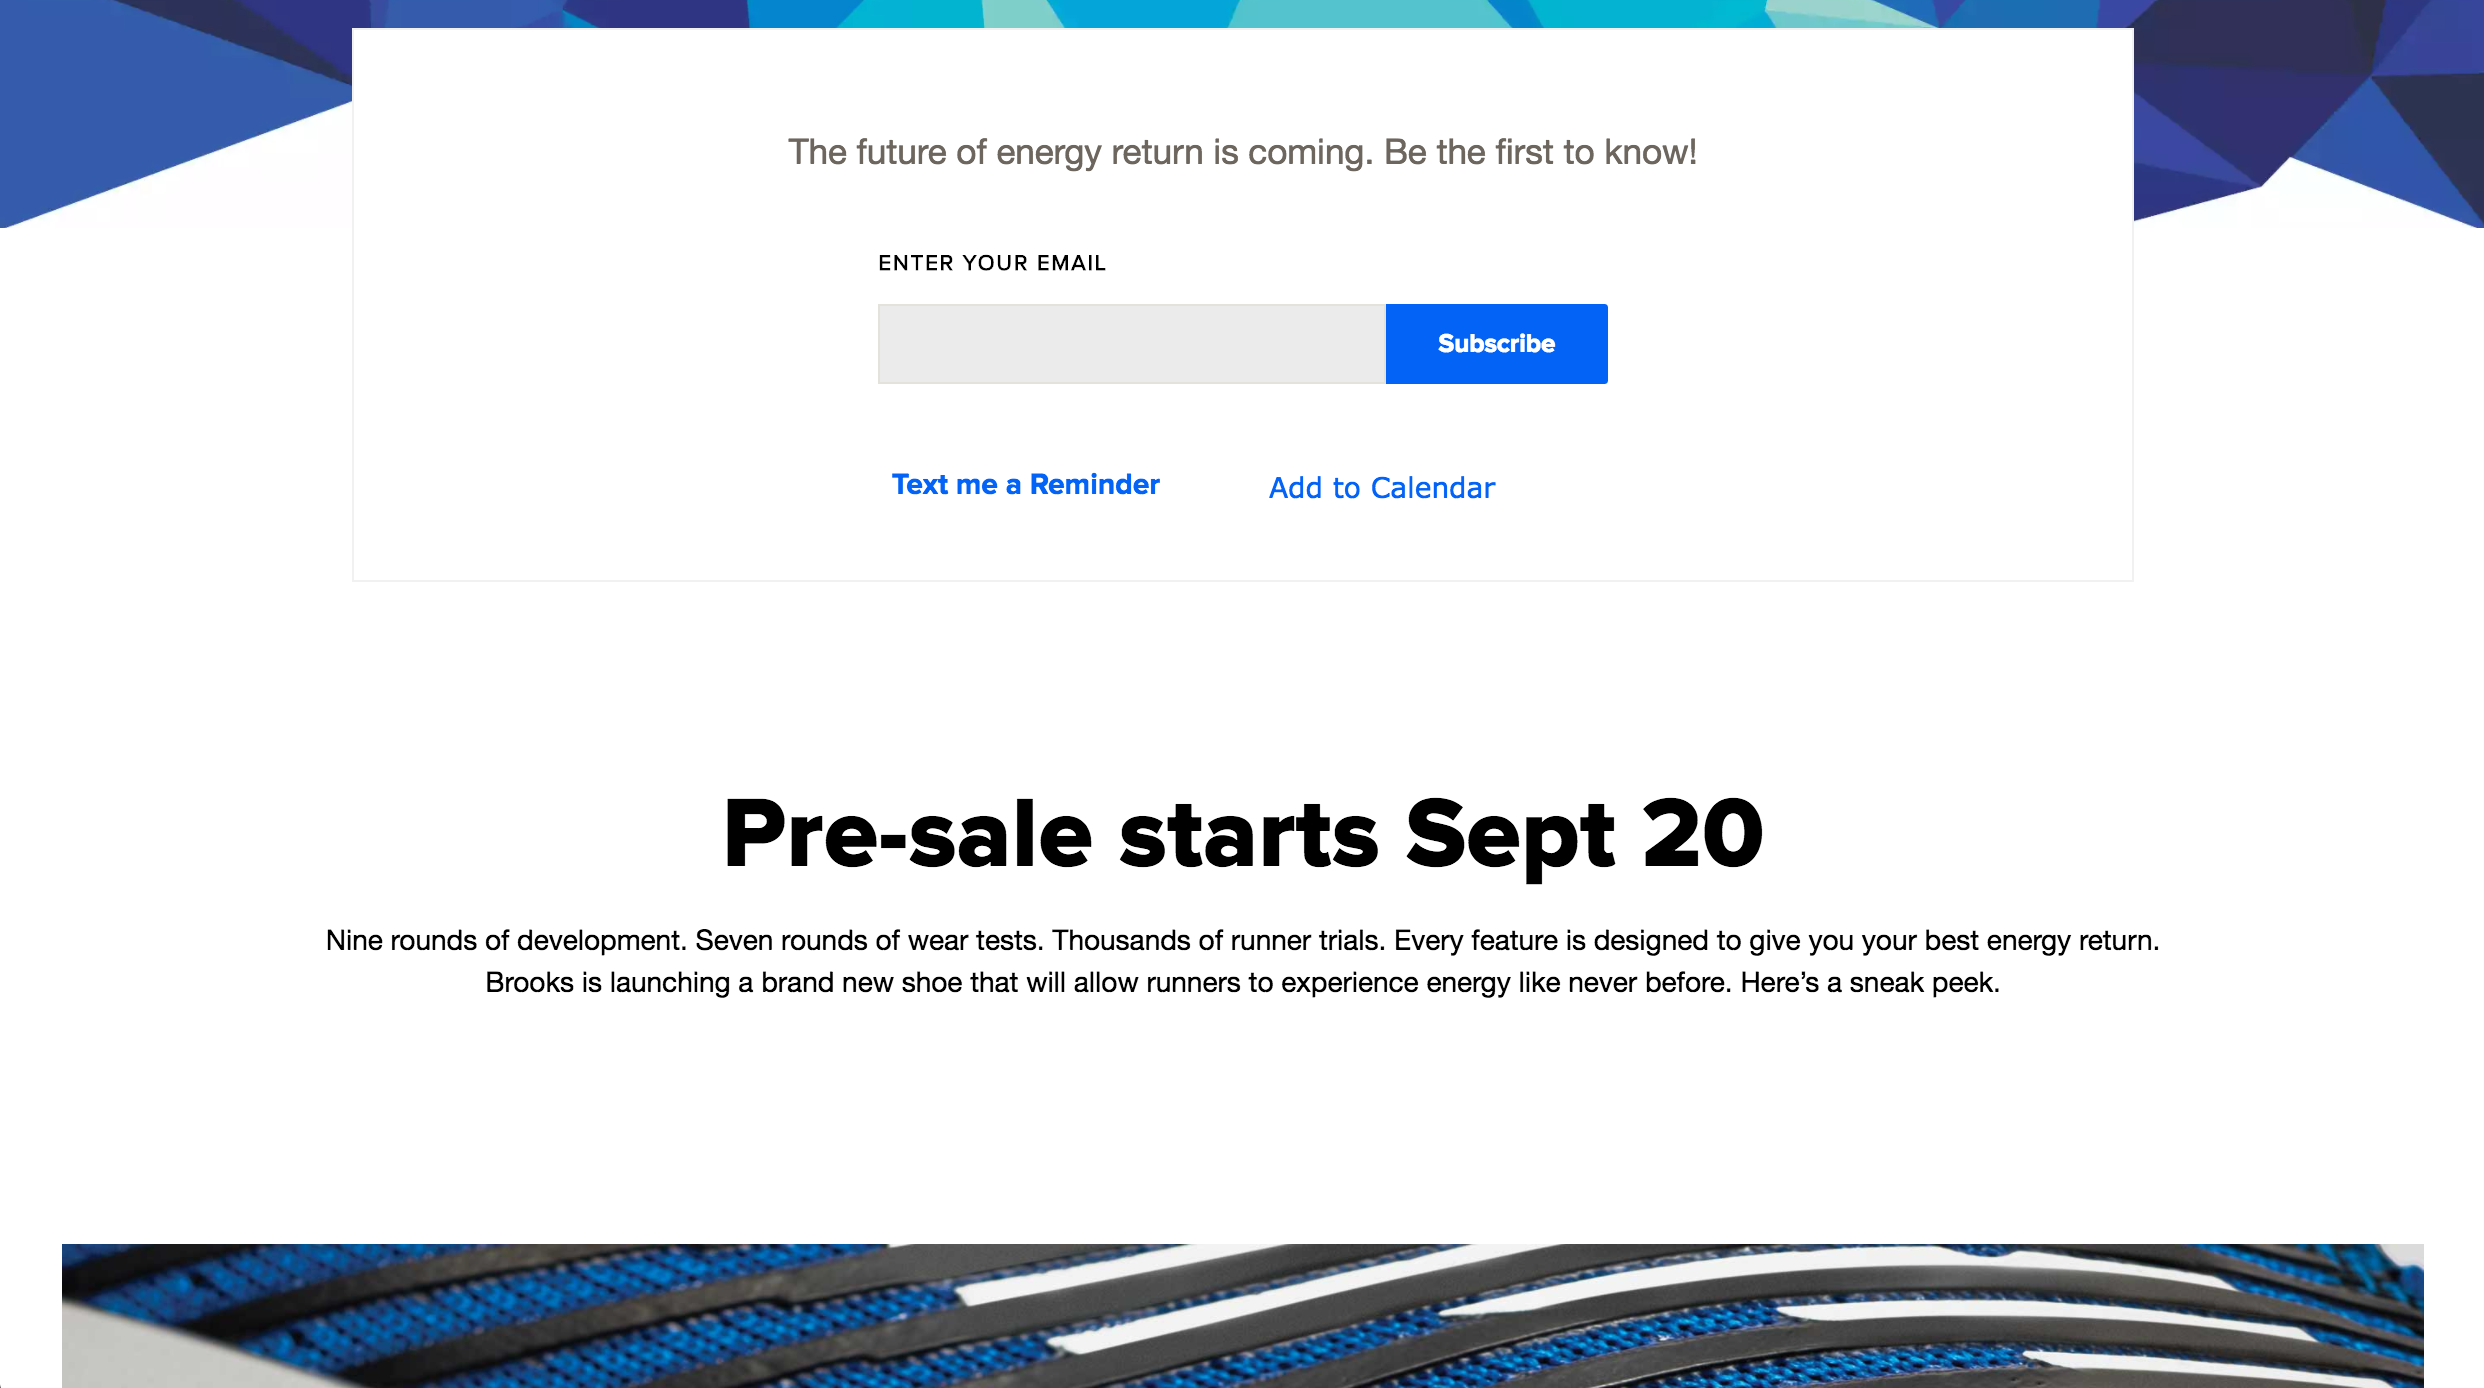 The future of energy return is coming. Be the first to know!
ENTER YOUR EMAIL
Subscribe
Text me a Reminder
Add to Calendar
Pre-sale starts Sept 20
Nine rounds of development. Seven rounds of wear tests. Thousands of runner trials. Every feature is designed to give you your best energy return.
Brooks is launching a brand new shoe that will allow runners to experience energy like never before. Here’s a sneak peek.